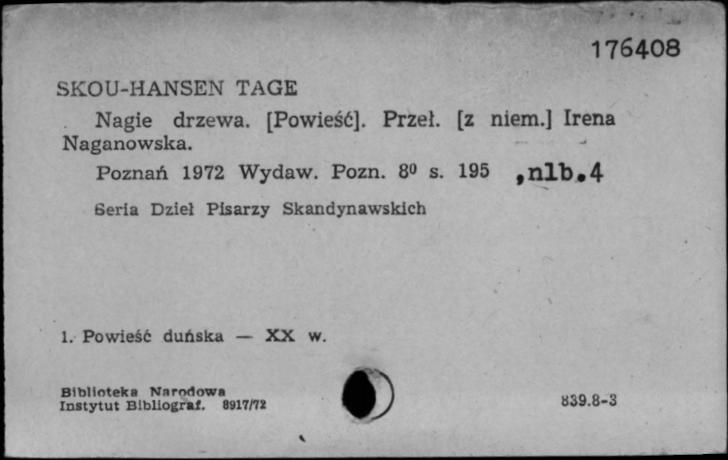 176408
SKOU-HANSEN TAGE
Nagie drzewa. [Powieść]. Przeł. [z niem.] Irena
Naganowska.
Poznań 1972 Wydaw. Pozn. 8⁰ s. 195 ,nlb.4
Seria Dzieł Pisarzy Skandynawskich
1. Powieść duńska — XX w.
Biblioteka Narodowa
Instytut Bibliograf. 8917/72
839.8-3